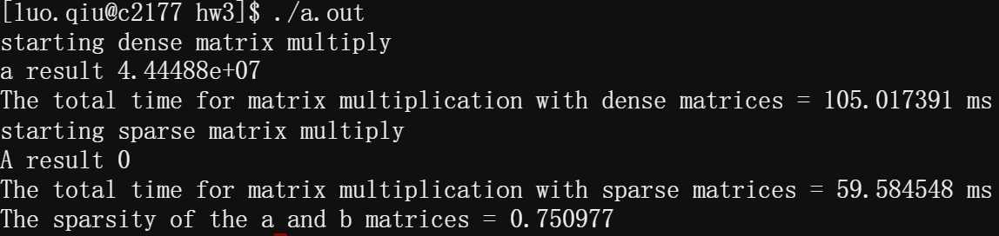 [luo.qiu@c2177 hw3]$ ./a.out
starting dense matrix multiply
a result 4.44488e+07
The total time for matrix multiplication with dense matrices = 105.017391 ms
starting sparse matrix multiply
A result 0
The total time for matrix multiplication with sparse matrices = 59.584548 ms
The sparsity of the a and b matrices = 0.750977